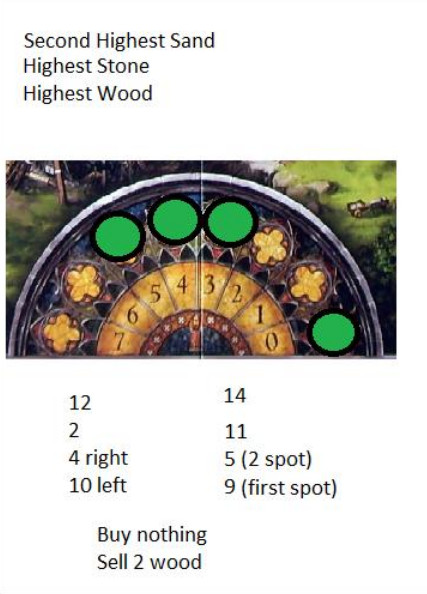 Second Highest Sand
Highest Stone
Highest Wood
7 6 5 4 3 2 1 0
12
2
4 right
10 left
14
11
5 (2 spot)
9 (first spot)
Buy nothing
Sell 2 wood